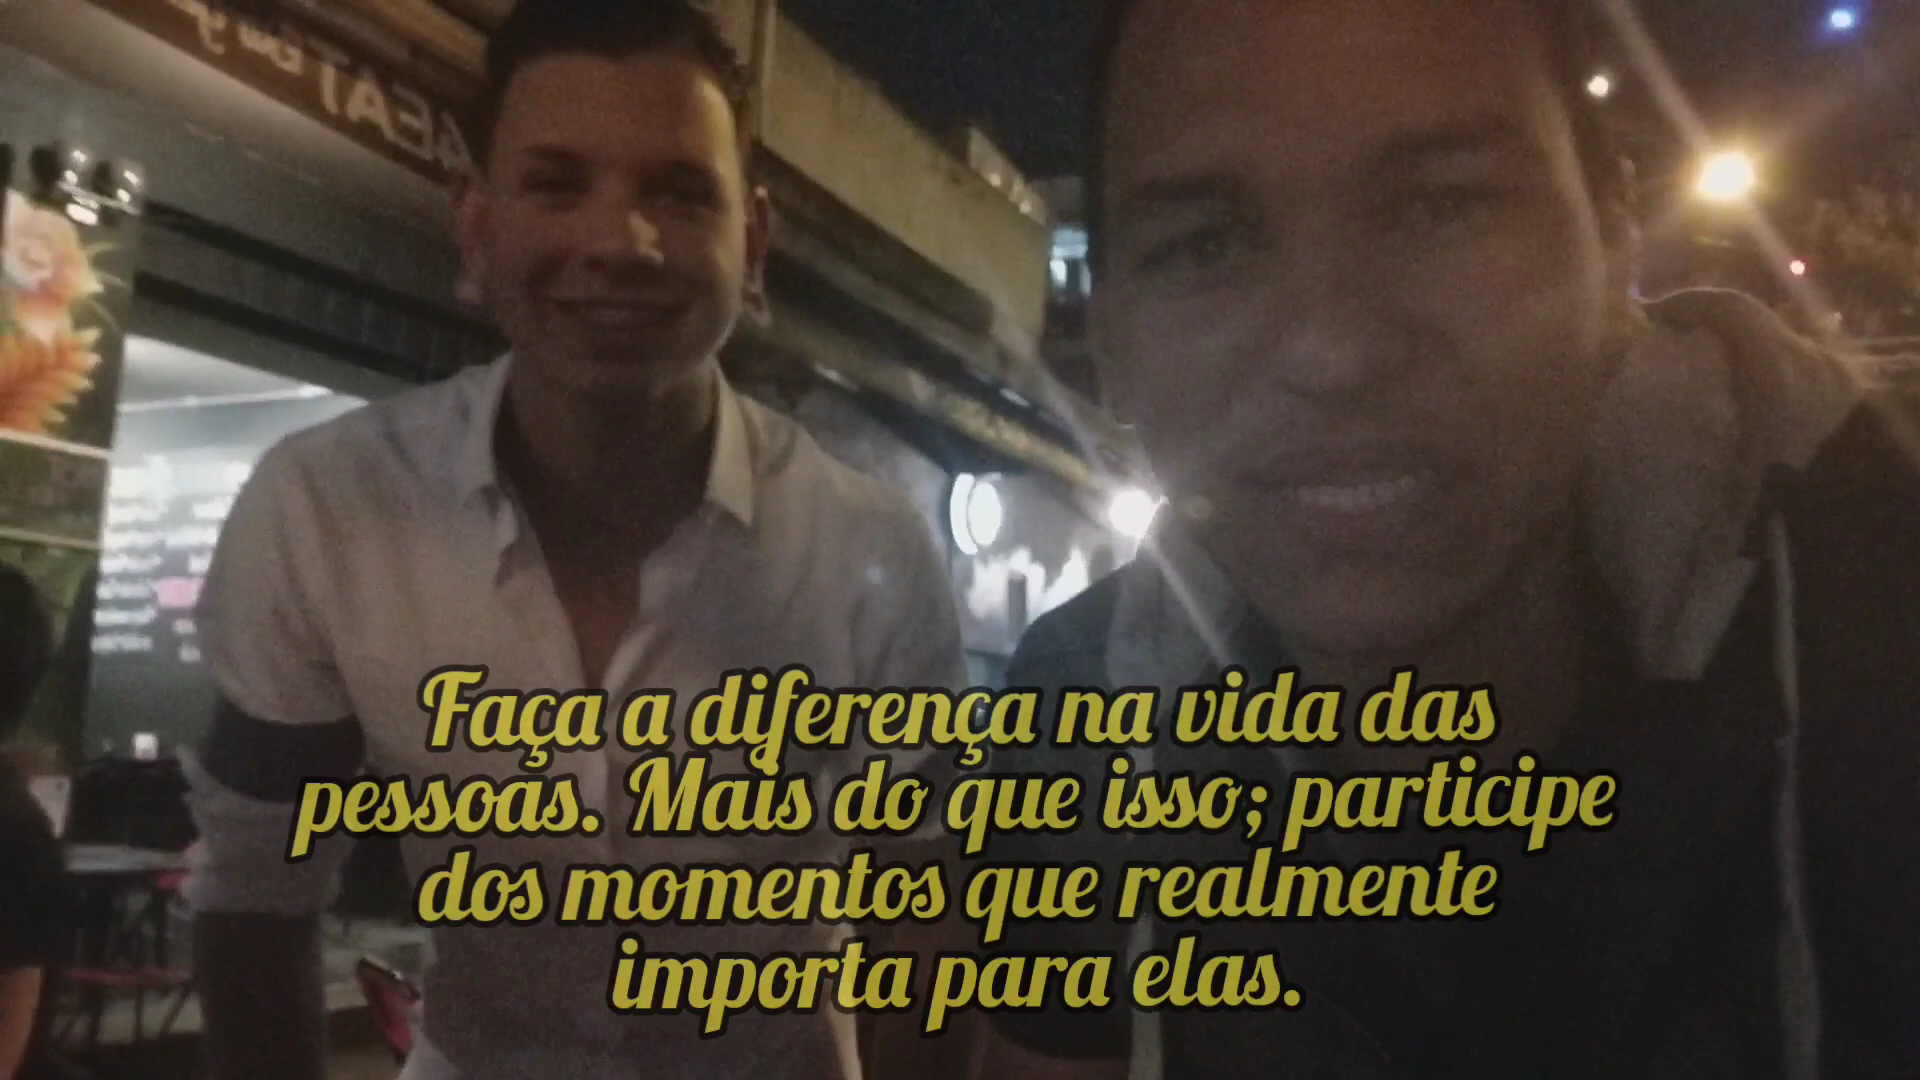 Faça a diferença na vida das
pessoas. Mais do que isso; participe
dos momentos que realmente
importa para elas.